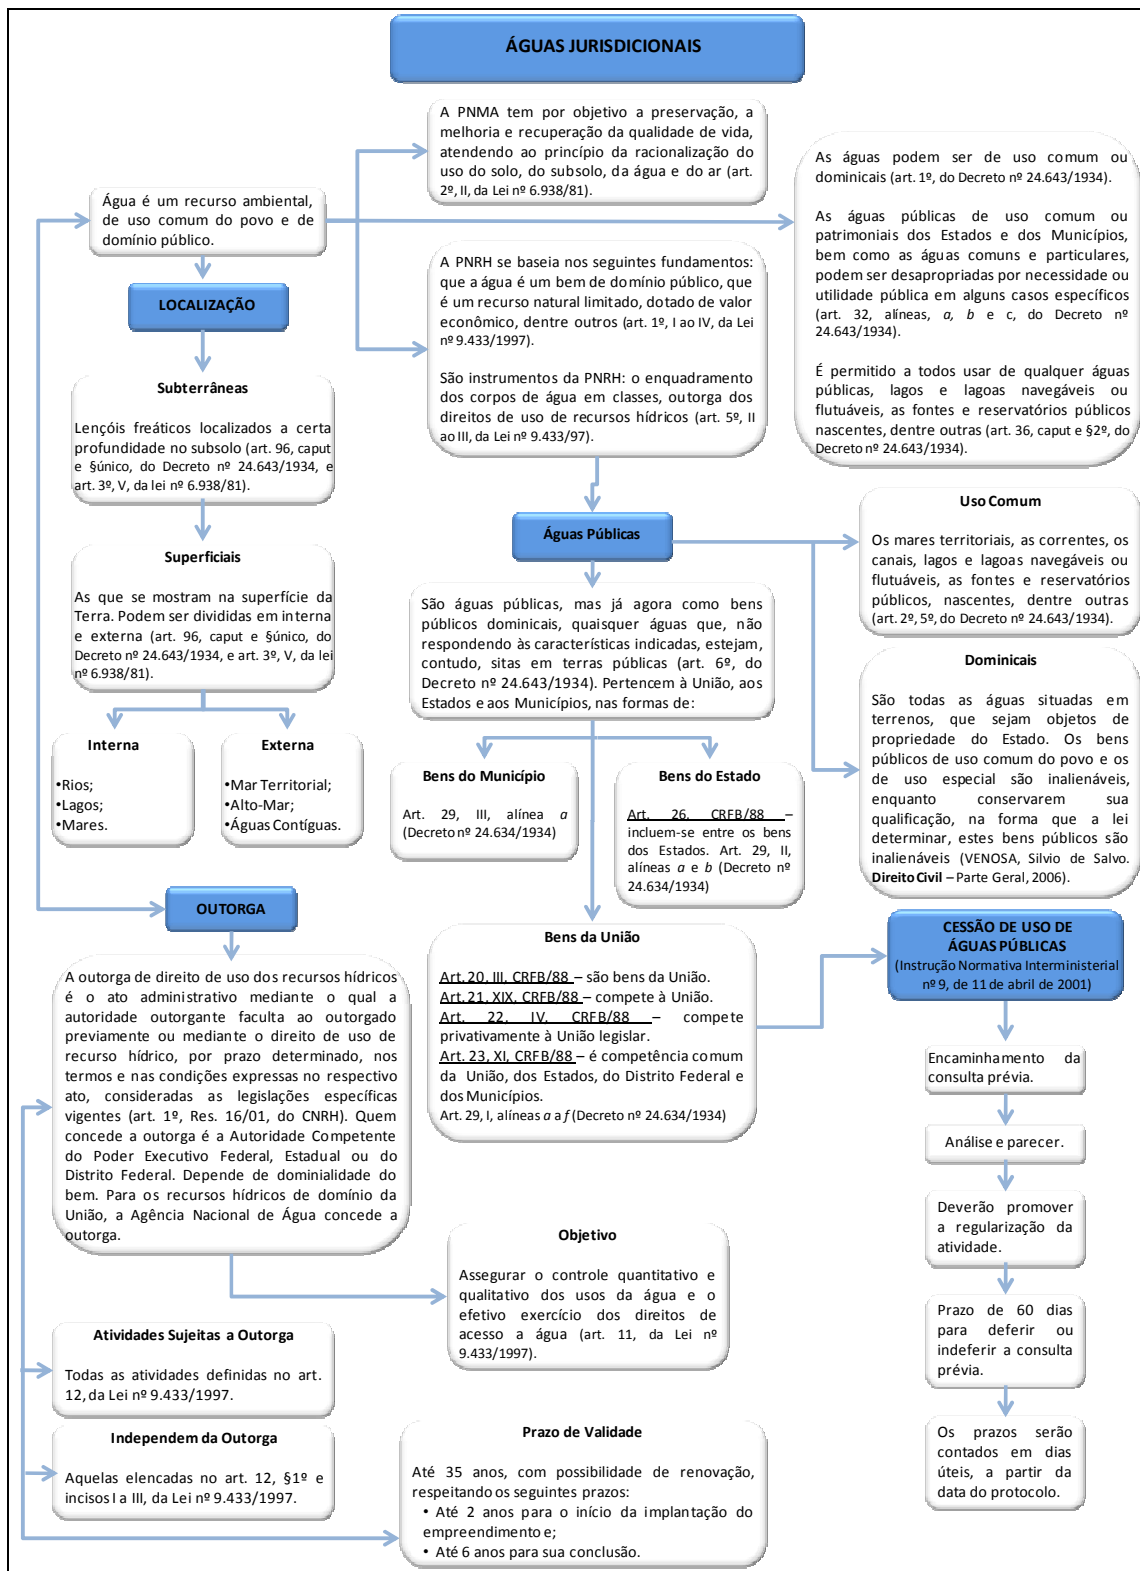 ÁGUAS JURISDICIONAIS
A PNMA tem por objetivo a preservação, a
melhoria e recuperação da qualidade de vida,
atendendo ao princípio da racionalização do
uso do solo, do subsolo, da água e do ar (art.
2º, II, da Lei nº 6.938/81).
As águas podem ser de uso comum ou
dominicais (art. 1º, do Decreto nº 24.643/1934).
As águas públicas de uso comum ou
patrimoniais dos Estados e dos Municípios,
bem como as águas comuns e particulares,
podem ser desapropriadas por necessidade ou
utilidade pública em alguns casos específicos
(art. 32, alíneas, a, b e c, do Decreto nº
24.643/1934).
É permitido a todos usar de qualquer águas
públicas, lagos e lagoas navegáveis ou
flutuáveis, as fontes e reservatórios públicos
nascentes, dentre outras (art. 36, caput e §2º, do
Decreto nº 24.643/1934).
Água é um recurso ambiental,
de uso comum do povo e de
domínio público.
A PNRH se baseia nos seguintes fundamentos:
que a água é um bem de domínio público, que
é um recurso natural limitado, dotado de valor
econômico, dentre outros (art. 1º, I ao IV, da Lei
nº 9.433/1997).
São instrumentos da PNRH: o enquadramento
dos corpos de água em classes, outorga dos
direitos de uso de recursos hídricos (art. 5º, II
ao III, da Lei nº 9.433/97).
LOCALIZAÇÃO
Subterrâneas
Lençóis freáticos localizados a certa
profundidade no subsolo (art. 96, caput
e §único, do Decreto nº 24.643/1934, e
art. 3º, V, da lei nº 6.938/81).
Superficiais
As que se mostram na superfície da
Terra. Podem ser divididas em interna
e externa (art. 96, caput e §único, do
Decreto nº 24.643/1934, e art. 3º, V, da lei
nº 6.938/81).
Interna
•Rios;
•Lagos;
•Mares.
Externa
•Mar Territorial;
•Alto-Mar;
•Águas Contíguas.
Águas Públicas
São águas públicas, mas já agora como bens
públicos dominicais, quaisquer águas que, não
respondendo às características indicadas, estejam,
contudo, sitas em terras públicas (art. 6º, do
Decreto nº 24.643/1934). Pertencem à União, aos
Estados e aos Municípios, nas formas de:
Uso Comum
Os mares territoriais, as correntes, os
canais, lagos e lagoas navegáveis ou
flutuáveis, as fontes e reservatórios
públicos, nascentes, dentre outras
(art. 2º, 5º, do Decreto nº 24.643/1934).
Dominicais
São todas as águas situadas em
terrenos, que sejam objetos de
propriedade do Estado. Os bens
públicos de uso comum do povo e os
de uso especial são inalienáveis,
enquanto conservarem sua
qualificação, na forma que a lei
determinar, estes bens públicos são
inalienáveis (VENOSA, Silvio de Salvo.
Direito Civil – Parte Geral, 2006).
Bens do Município
Art. 29, III, alínea a
(Decreto nº 24.634/1934)
Bens do Estado
Art. 26, CRFB/88 –
incluem-se entre os bens
dos Estados. Art. 29, II,
alíneas a e b (Decreto nº
24.634/1934)
Bens da União
Art. 20, III, CRFB/88 – são bens da União.
Art. 21, XIX, CRFB/88 – compete à União.
Art. 22, IV, CRFB/88 – compete
privativamente à União legislar.
Art. 23, XI, CRFB/88 – é competência comum
da União, dos Estados, do Distrito Federal e
dos Municípios.
Art. 29, I, alíneas a a f (Decreto nº 24.634/1934)
CESSÃO DE USO DE
ÁGUAS PÚBLICAS
(Instrução Normativa Interministerial
nº 9, de 11 de abril de 2001)
Encaminhamento da
consulta prévia.
Análise e parecer.
Deverão promover
a regularização da
atividade.
Prazo de 60 dias
para deferir ou
indeferir a consulta
prévia.
Os prazos serão
contados em dias
úteis, a partir da
data do protocolo.
OUTORGA
A outorga de direito de uso dos recursos hídricos
é o ato administrativo mediante o qual a
autoridade outorgante faculta ao outorgado
previamente ou mediante o direito de uso de
recurso hídrico, por prazo determinado, nos
termos e nas condições expressas no respectivo
ato, consideradas as legislações específicas
vigentes (art. 1º, Res. 16/01, do CNRH). Quem
concede a outorga é a Autoridade Competente
do Poder Executivo Federal, Estadual ou do
Distrito Federal. Depende de dominialidade do
bem. Para os recursos hídricos de domínio da
União, a Agência Nacional de Água concede a
outorga.
Objetivo
Assegurar o controle quantitativo e
qualitativo dos usos da água e o
efetivo exercício dos direitos de
acesso a água (art. 11, da Lei nº
9.433/1997).
Atividades Sujeitas a Outorga
Todas as atividades definidas no art.
12, da Lei nº 9.433/1997.
Independem da Outorga
Aquelas elencadas no art. 12, §1º e
incisos I a III, da Lei nº 9.433/1997.
Prazo de Validade
Até 35 anos, com possibilidade de renovação,
respeitando os seguintes prazos:
• Até 2 anos para o início da implantação do
empreendimento e;
• Até 6 anos para sua conclusão.